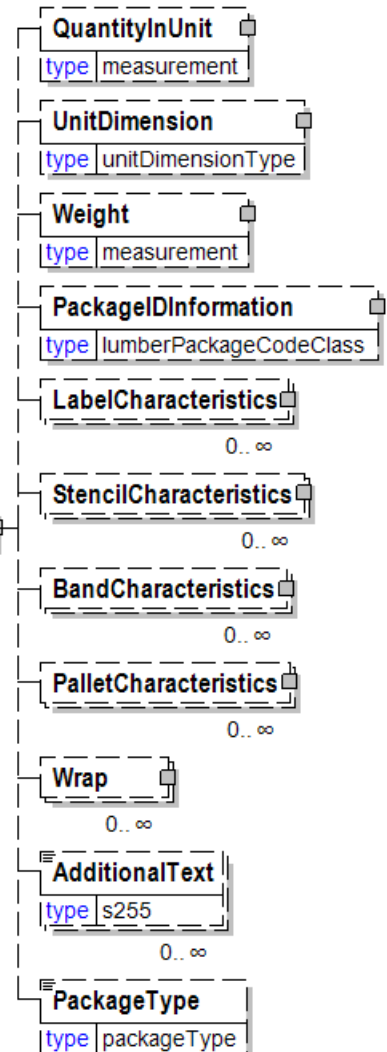 QuantityInUnit
type measurement
UnitDimension
type unitDimensionType
Weight
type measurement
PackageIDInformation
type lumberPackageCodeClass
LabelCharacteristics
0.. ∞
StencilCharacteristics
0.. ∞
BandCharacteristics
0.. ∞
PalletCharacteristics
0.. ∞
Wrap
0.. ∞
AdditionalText
type s255
0.. ∞
PackageType
type packageType